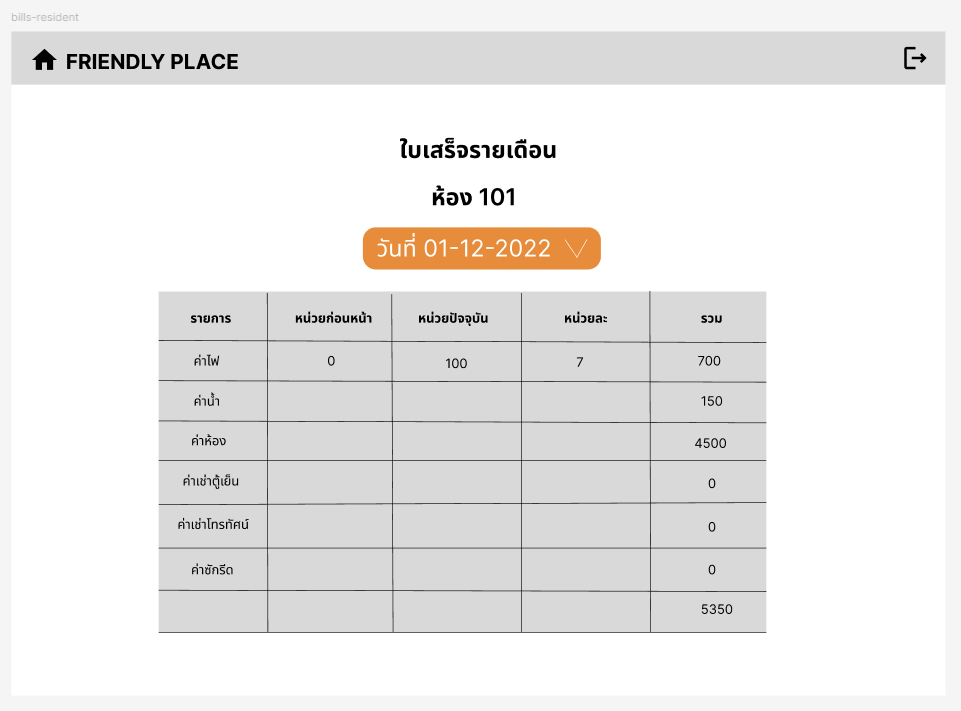 bills-resident
FRIENDLY PLACE
ใบเสร็จรายเดือน
ห้อง 101
วันที่ 01-12-2022
รายการ หน่วยก่อนหน้า หน่วยปัจจุบัน หน่วยละ รวม
ค่าไฟ 0 100 7 700
ค่าน้ำ 150
ค่าห้อง 4500
ค่าเช่าตู้เย็น 0
ค่าเช่าโทรทัศน์ 0
ค่าซักรีด 0
5350